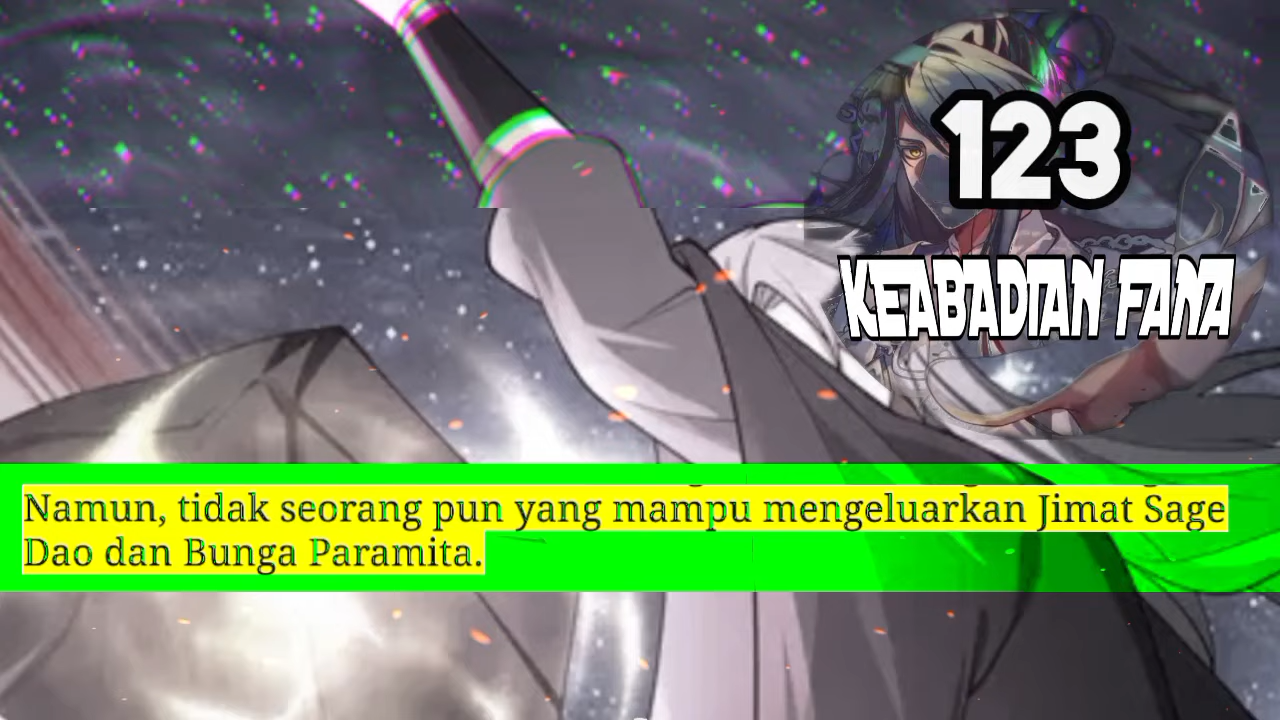 123
KEABADIAN FANA
Namun, tidak seorang pun yang mampu mengeluarkan Jimat Sage
Dao dan Bunga Paramita.